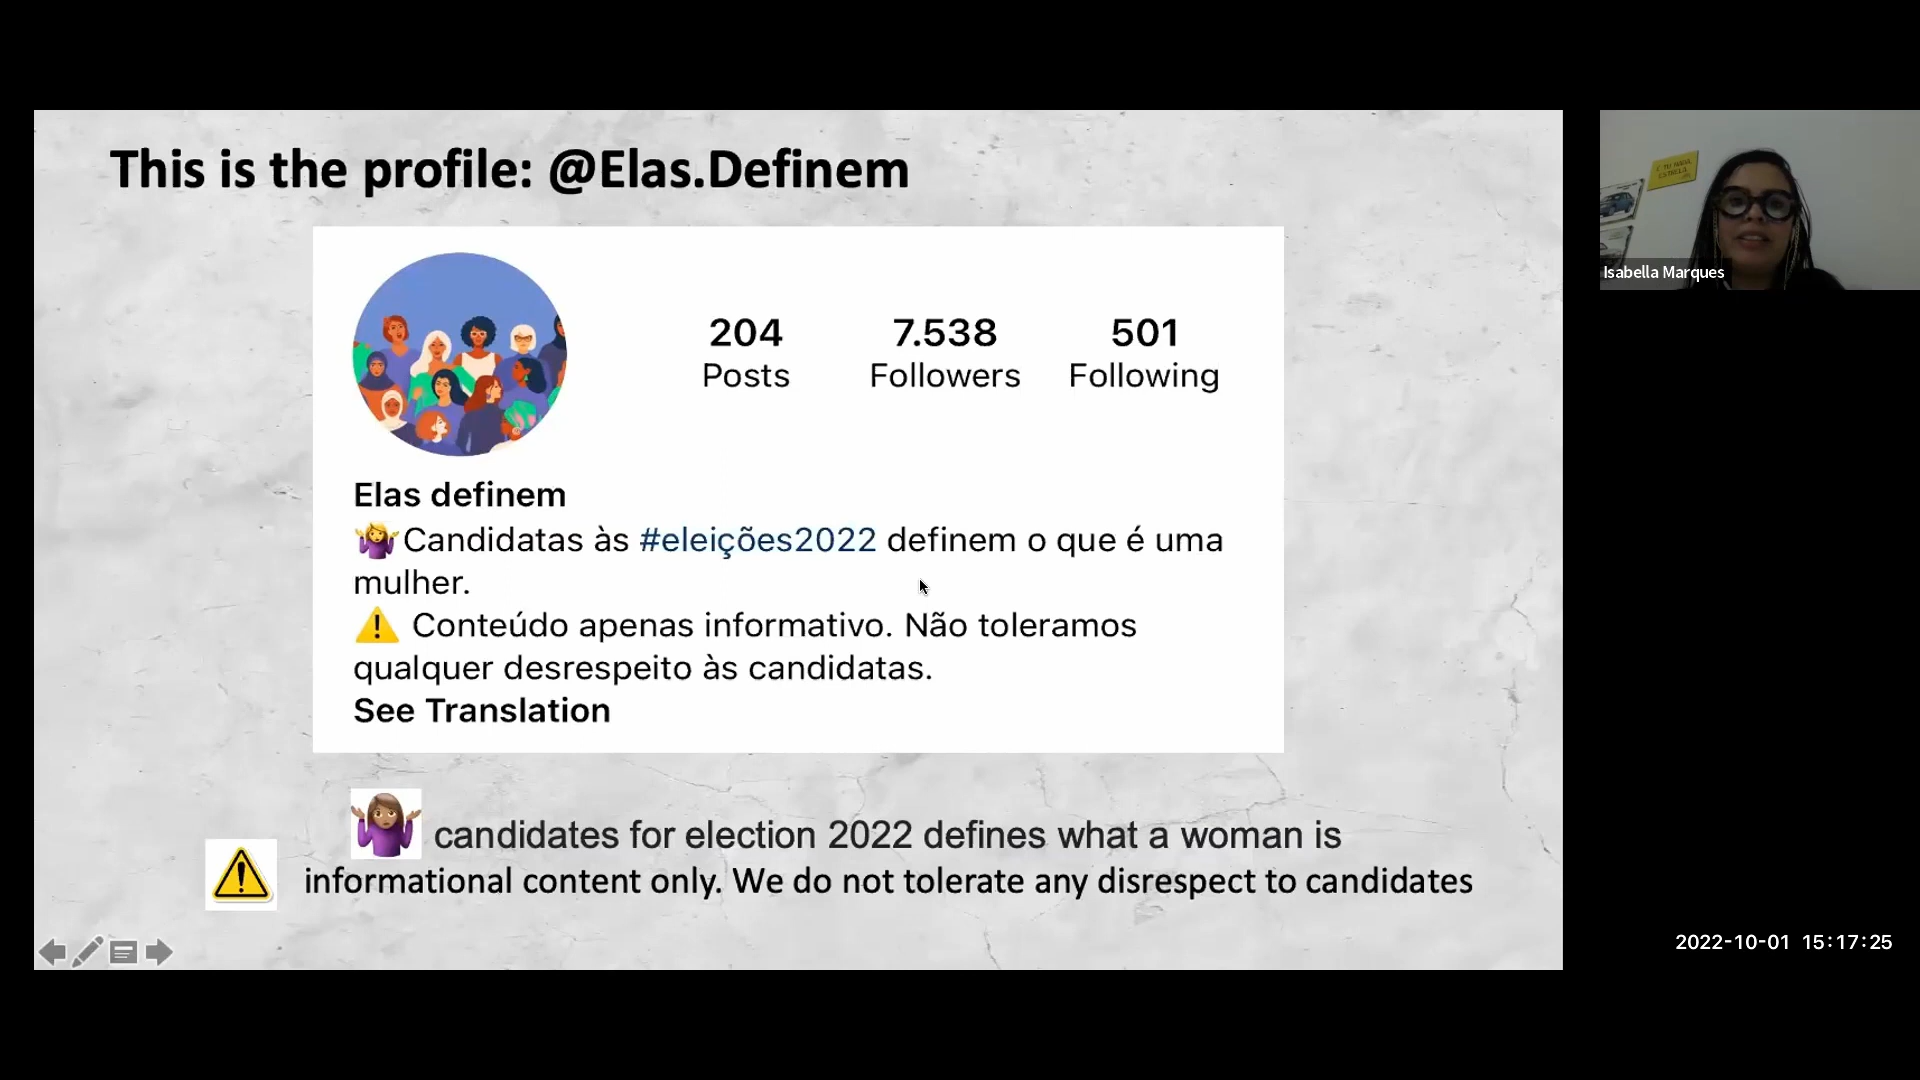 This is the profile: @Elas.Definem
204
Posts
7.538
Followers
501
Following
Elas definem
🤷‍♀️Candidatas às #eleições2022 definem o que é uma
mulher.
⚠️ Conteúdo apenas informativo. Não toleramos
qualquer desrespeito às candidatas.
See Translation
candidates for election 2022 defines what a woman is
informational content only. We do not tolerate any disrespect to candidates
Isabella Marques
2022-10-01 15:17:25